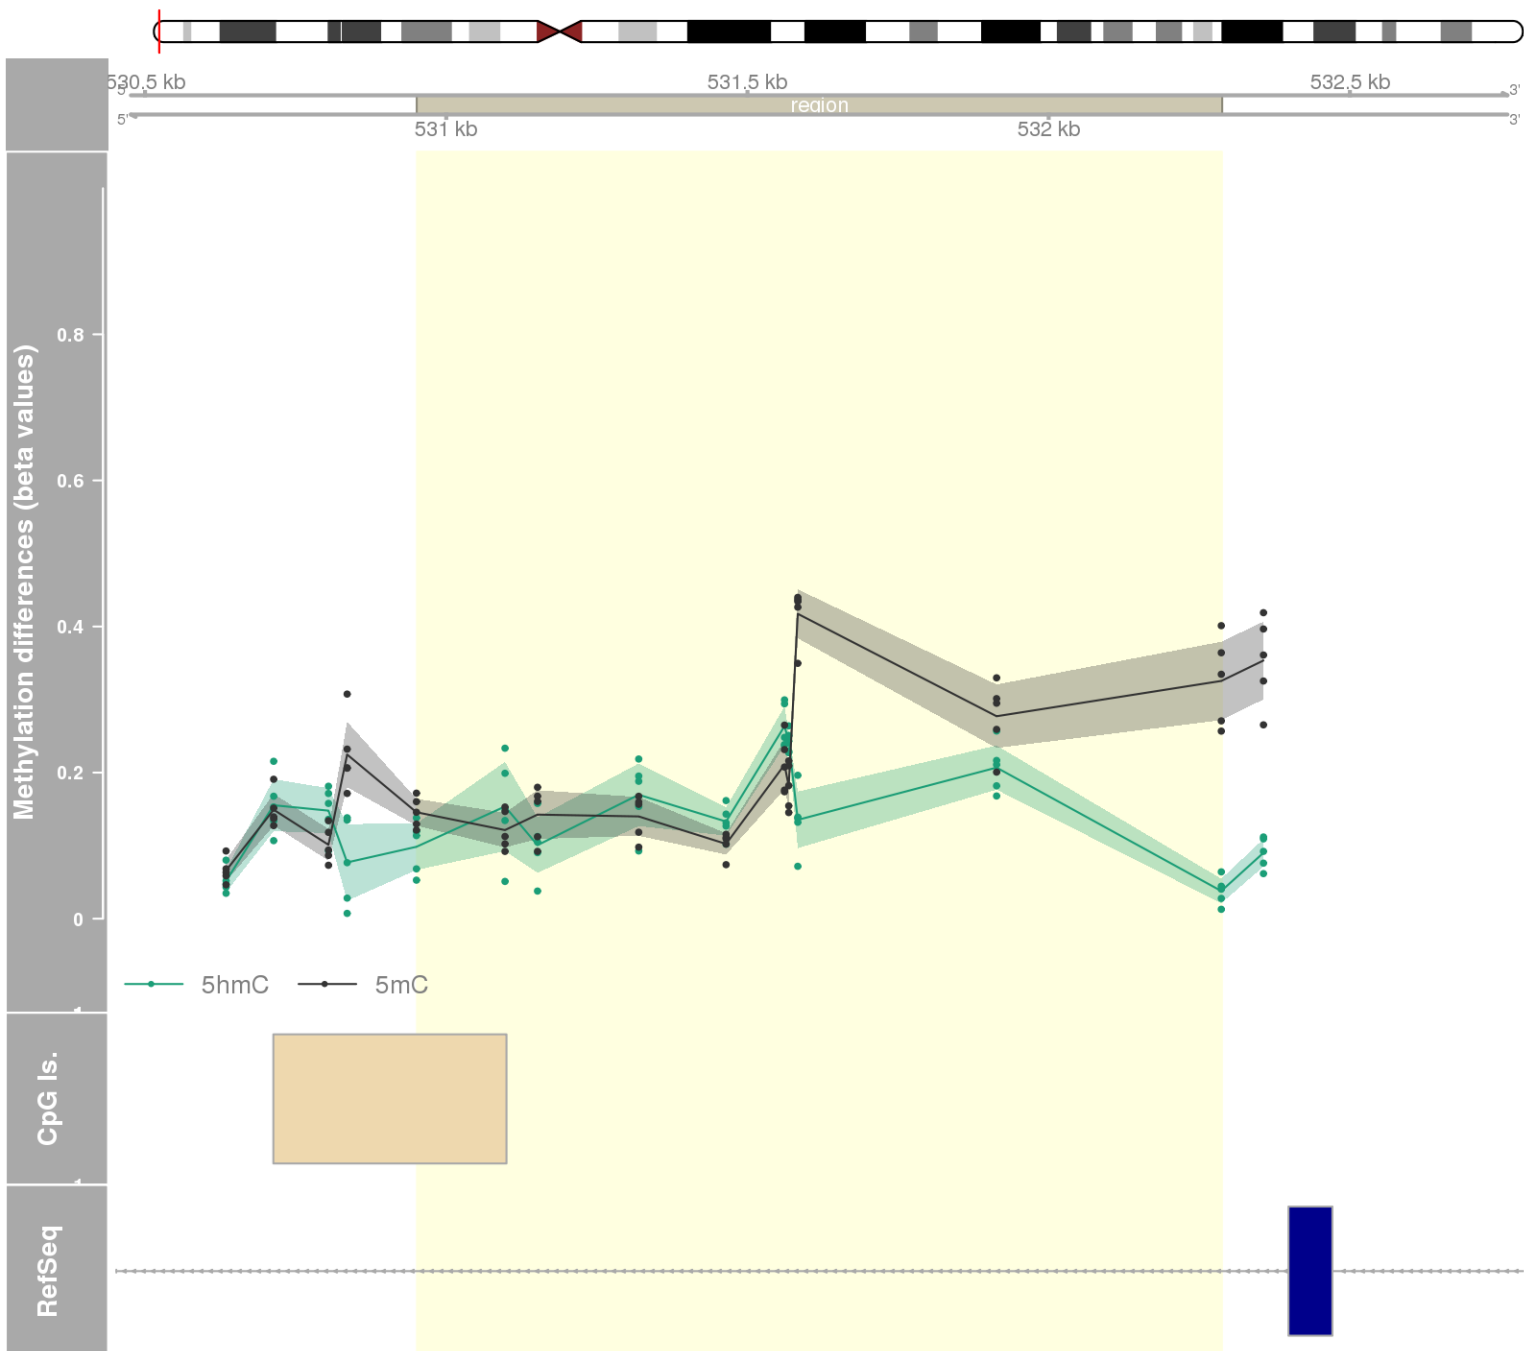 530.5 kb
531.5 kb
532.5 kb
5'
3'
region
5'
3'
531 kb
532 kb
Methylation differences (beta values)
0.8
0.6
0.4
0.2
0
5hmC
5mC
CpG Is.
RefSeq